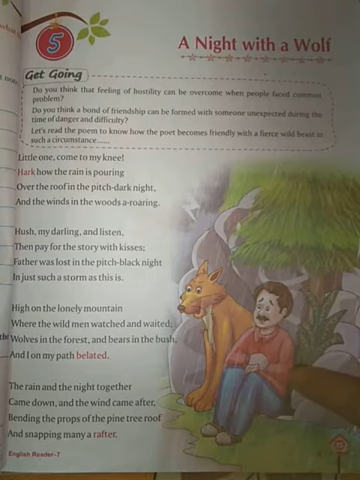 5
A Night with a Wolf
Get Going
Do you think that feeling of hostility can be overcome when people faced common
problem?
Do you think a bond of friendship can be formed with someone unexpected during the
time of danger and difficulty?
Let's read the poem to know how the poet becomes friendly with a fierce wild beast in
such a circumstance......
Little one, come to my knee!
Hark how the rain is pouring
Over the roof in the pitch-dark night,
And the winds in the woods a-roaring.
Hush, my darling, and listen,
Then pay for the story with kisses;
Father was lost in the pitch-black night
In just such a storm as this is.
High on the lonely mountain
Where the wild men watched and waited;
Wolves in the forest, and bears in the bush,
And I on my path belated.
The rain and the night together
Came down, and the wind came after,
Bending the props of the pine tree roof
And snapping many a rafter.
English Reader-7